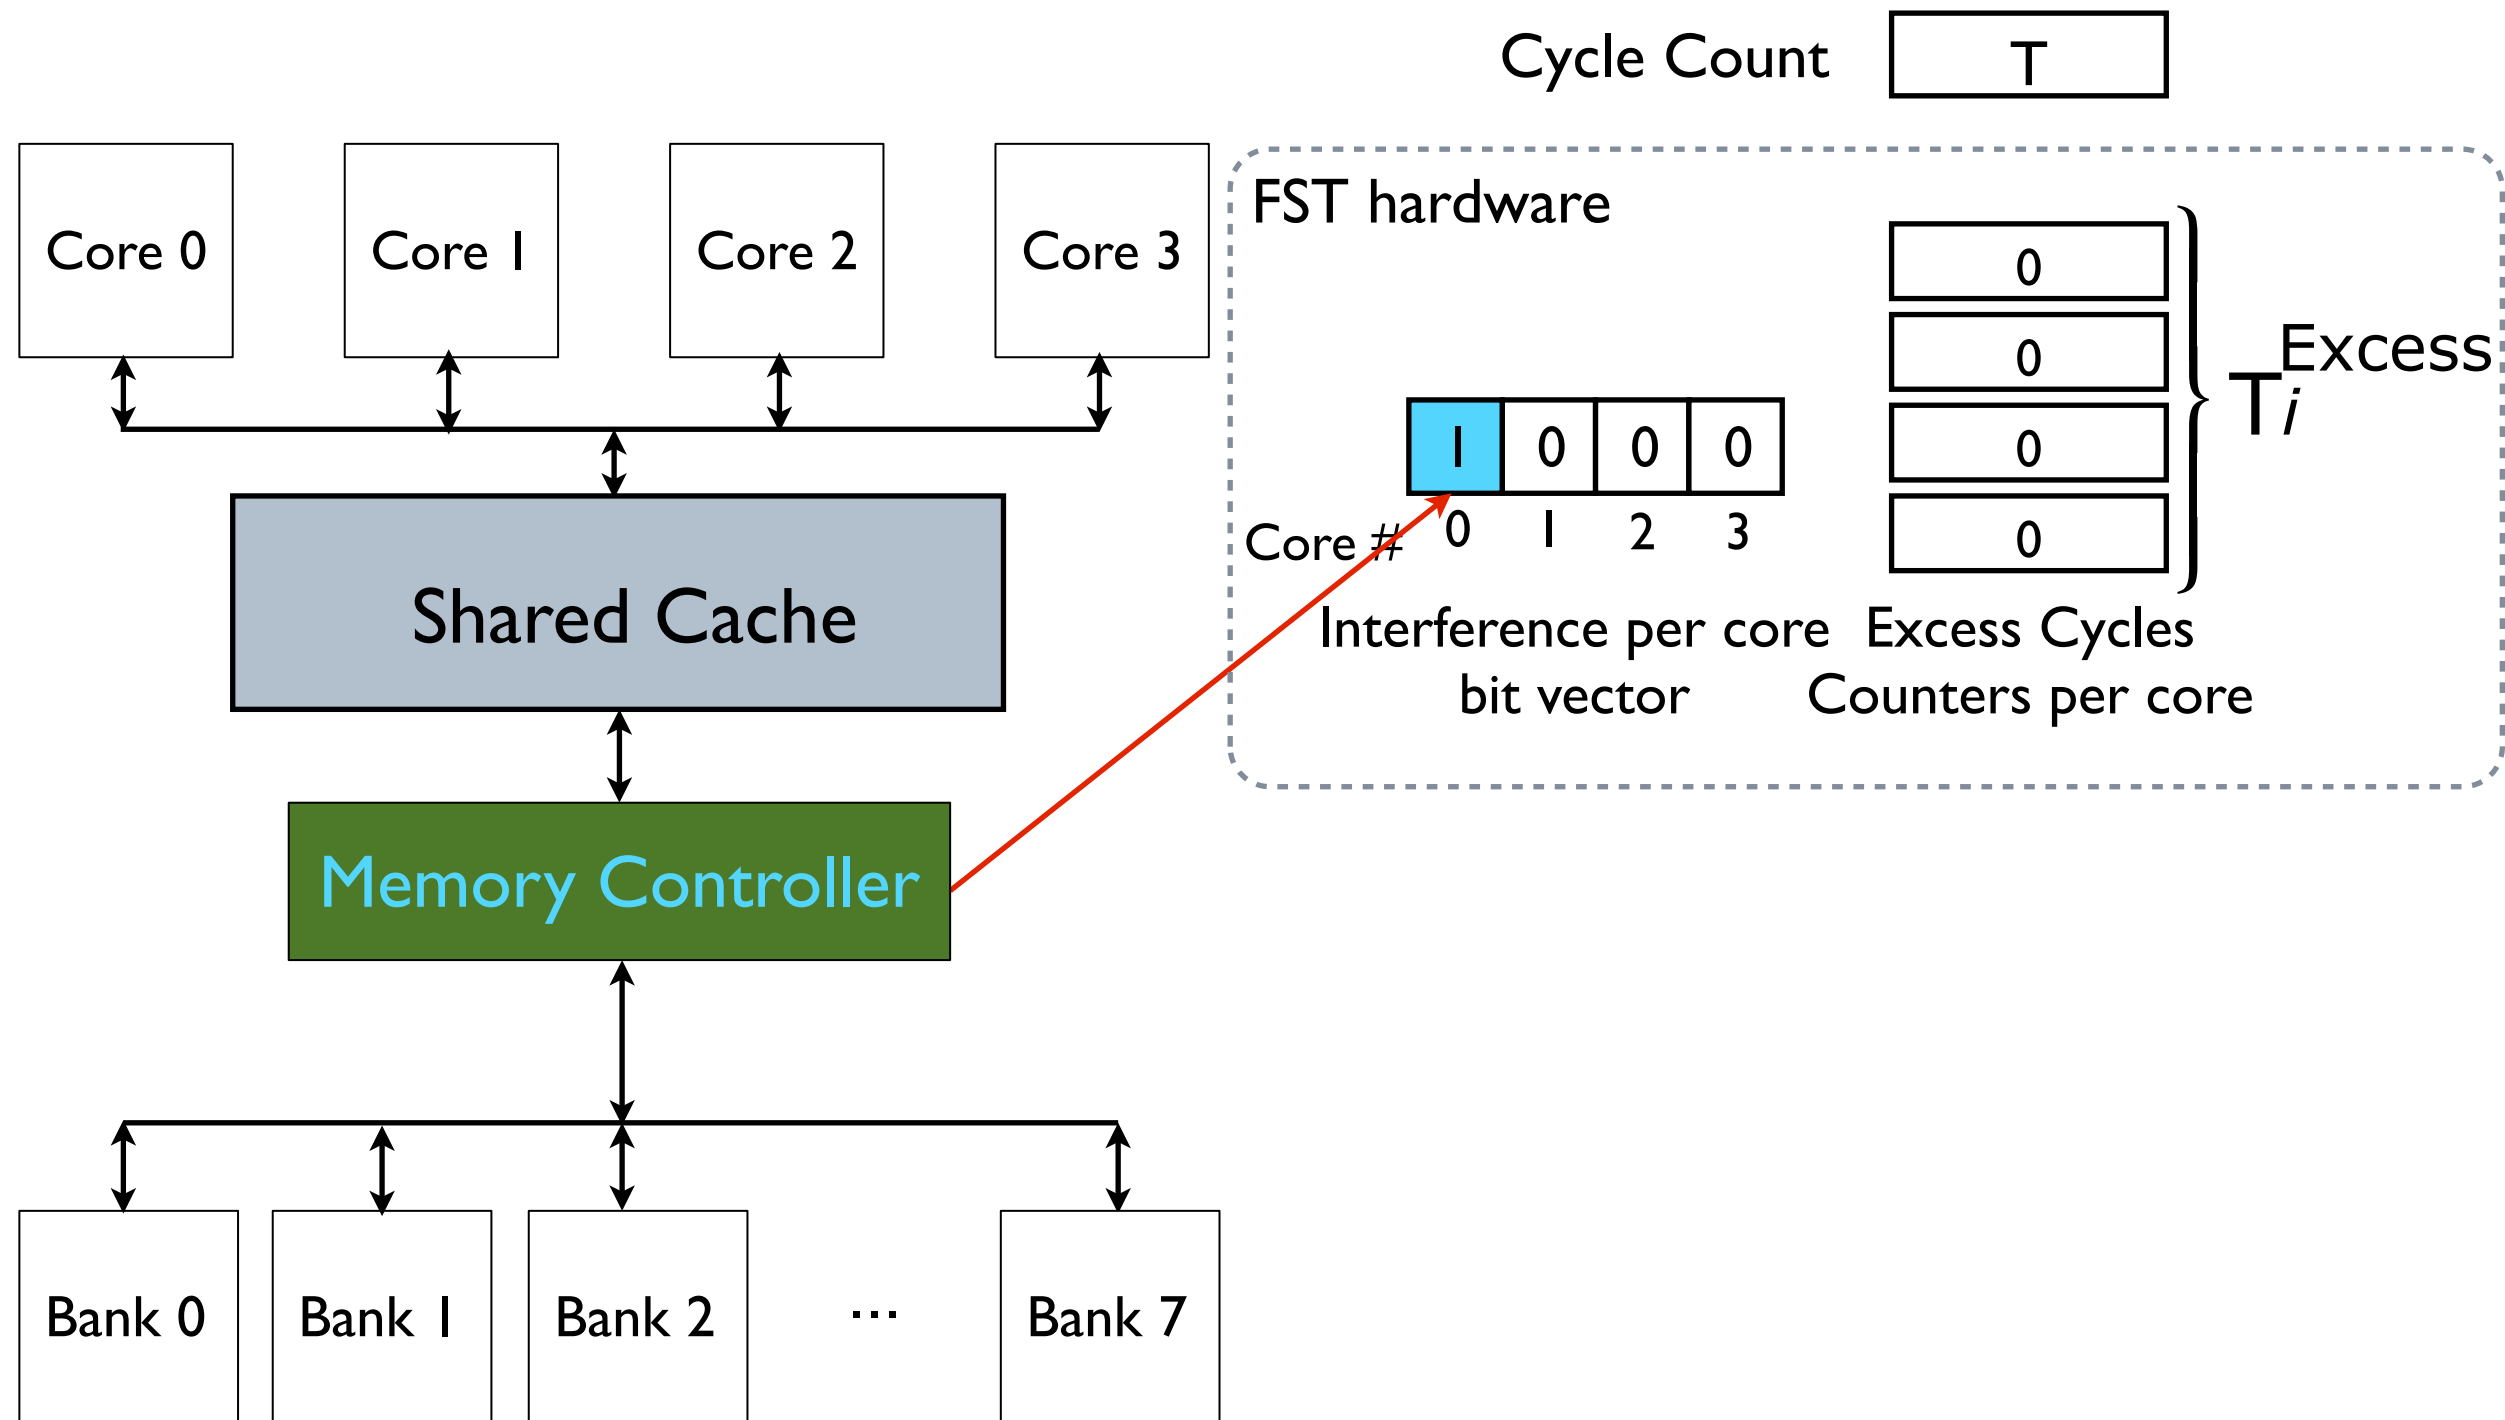 Cycle Count T
Core 0 Core 1 Core 2 Core 3
FST hardware
0
0
0
0
T i Excess
1 0 0 0
Core # 0 1 2 3
Interference per core
bit vector
Excess Cycles
Counters per core
Shared Cache
Memory Controller
Bank 0 Bank 1 Bank 2 ... Bank 7